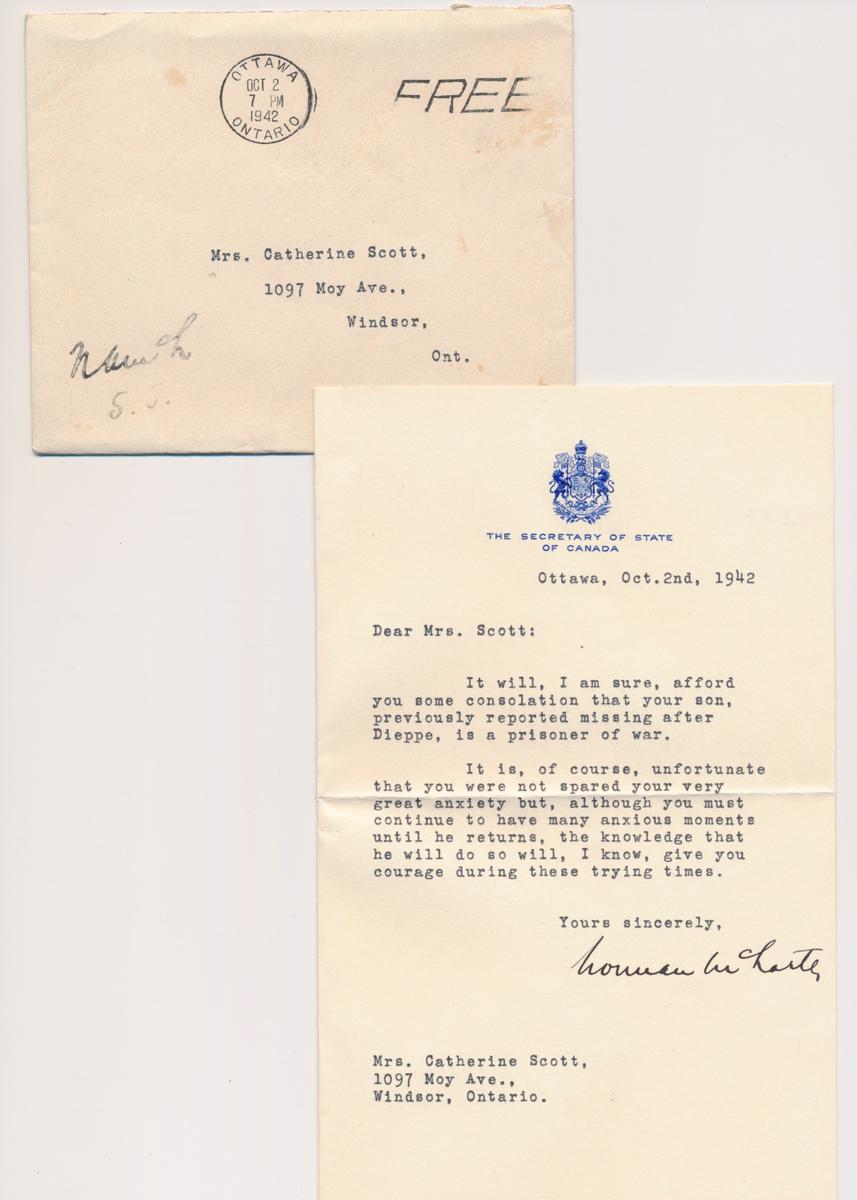 OTTAWA
OCT 2
7 PM
1942
ONTARIO
FREE
Mrs. Catherine Scott,
1097 Moy Ave.,
Windsor,
Ont.
THE SECRETARY OF STATE
OF CANADA
Ottawa, Oct.2nd, 1942
Dear Mrs. Scott:
It will, I am sure, afford
you some consolation that your son,
previously reported missing after
Dieppe, is a prisoner of war.
It is, of course, unfortunate
that you were not spared your very
great anxiety but, although you must
continue to have many anxious moments
until he returns, the knowledge that
he will do so will, I know, give you
courage during these trying times.
Yours sincerely,
Norman McLarty
Mrs. Catherine Scott,
1097 Moy Ave.,
Windsor, Ontario.